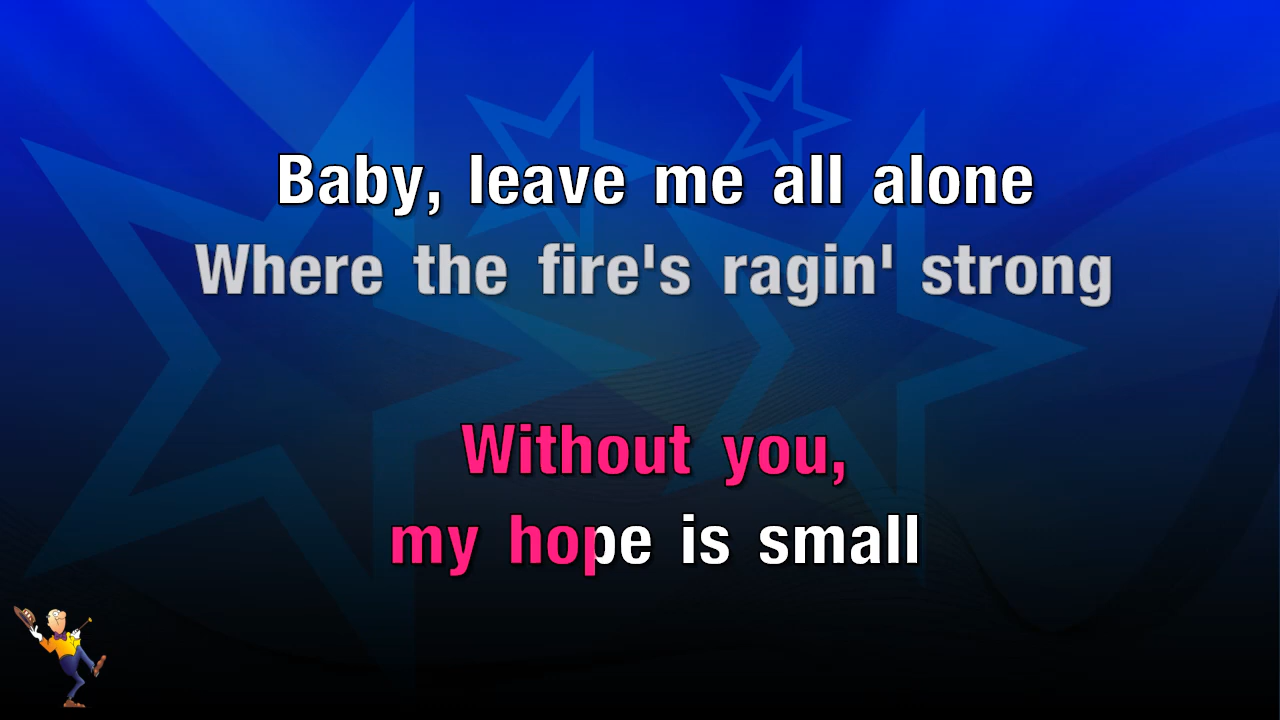 Baby, leave me all alone
Where the fire's ragin' strong
Without you,
my hope is small